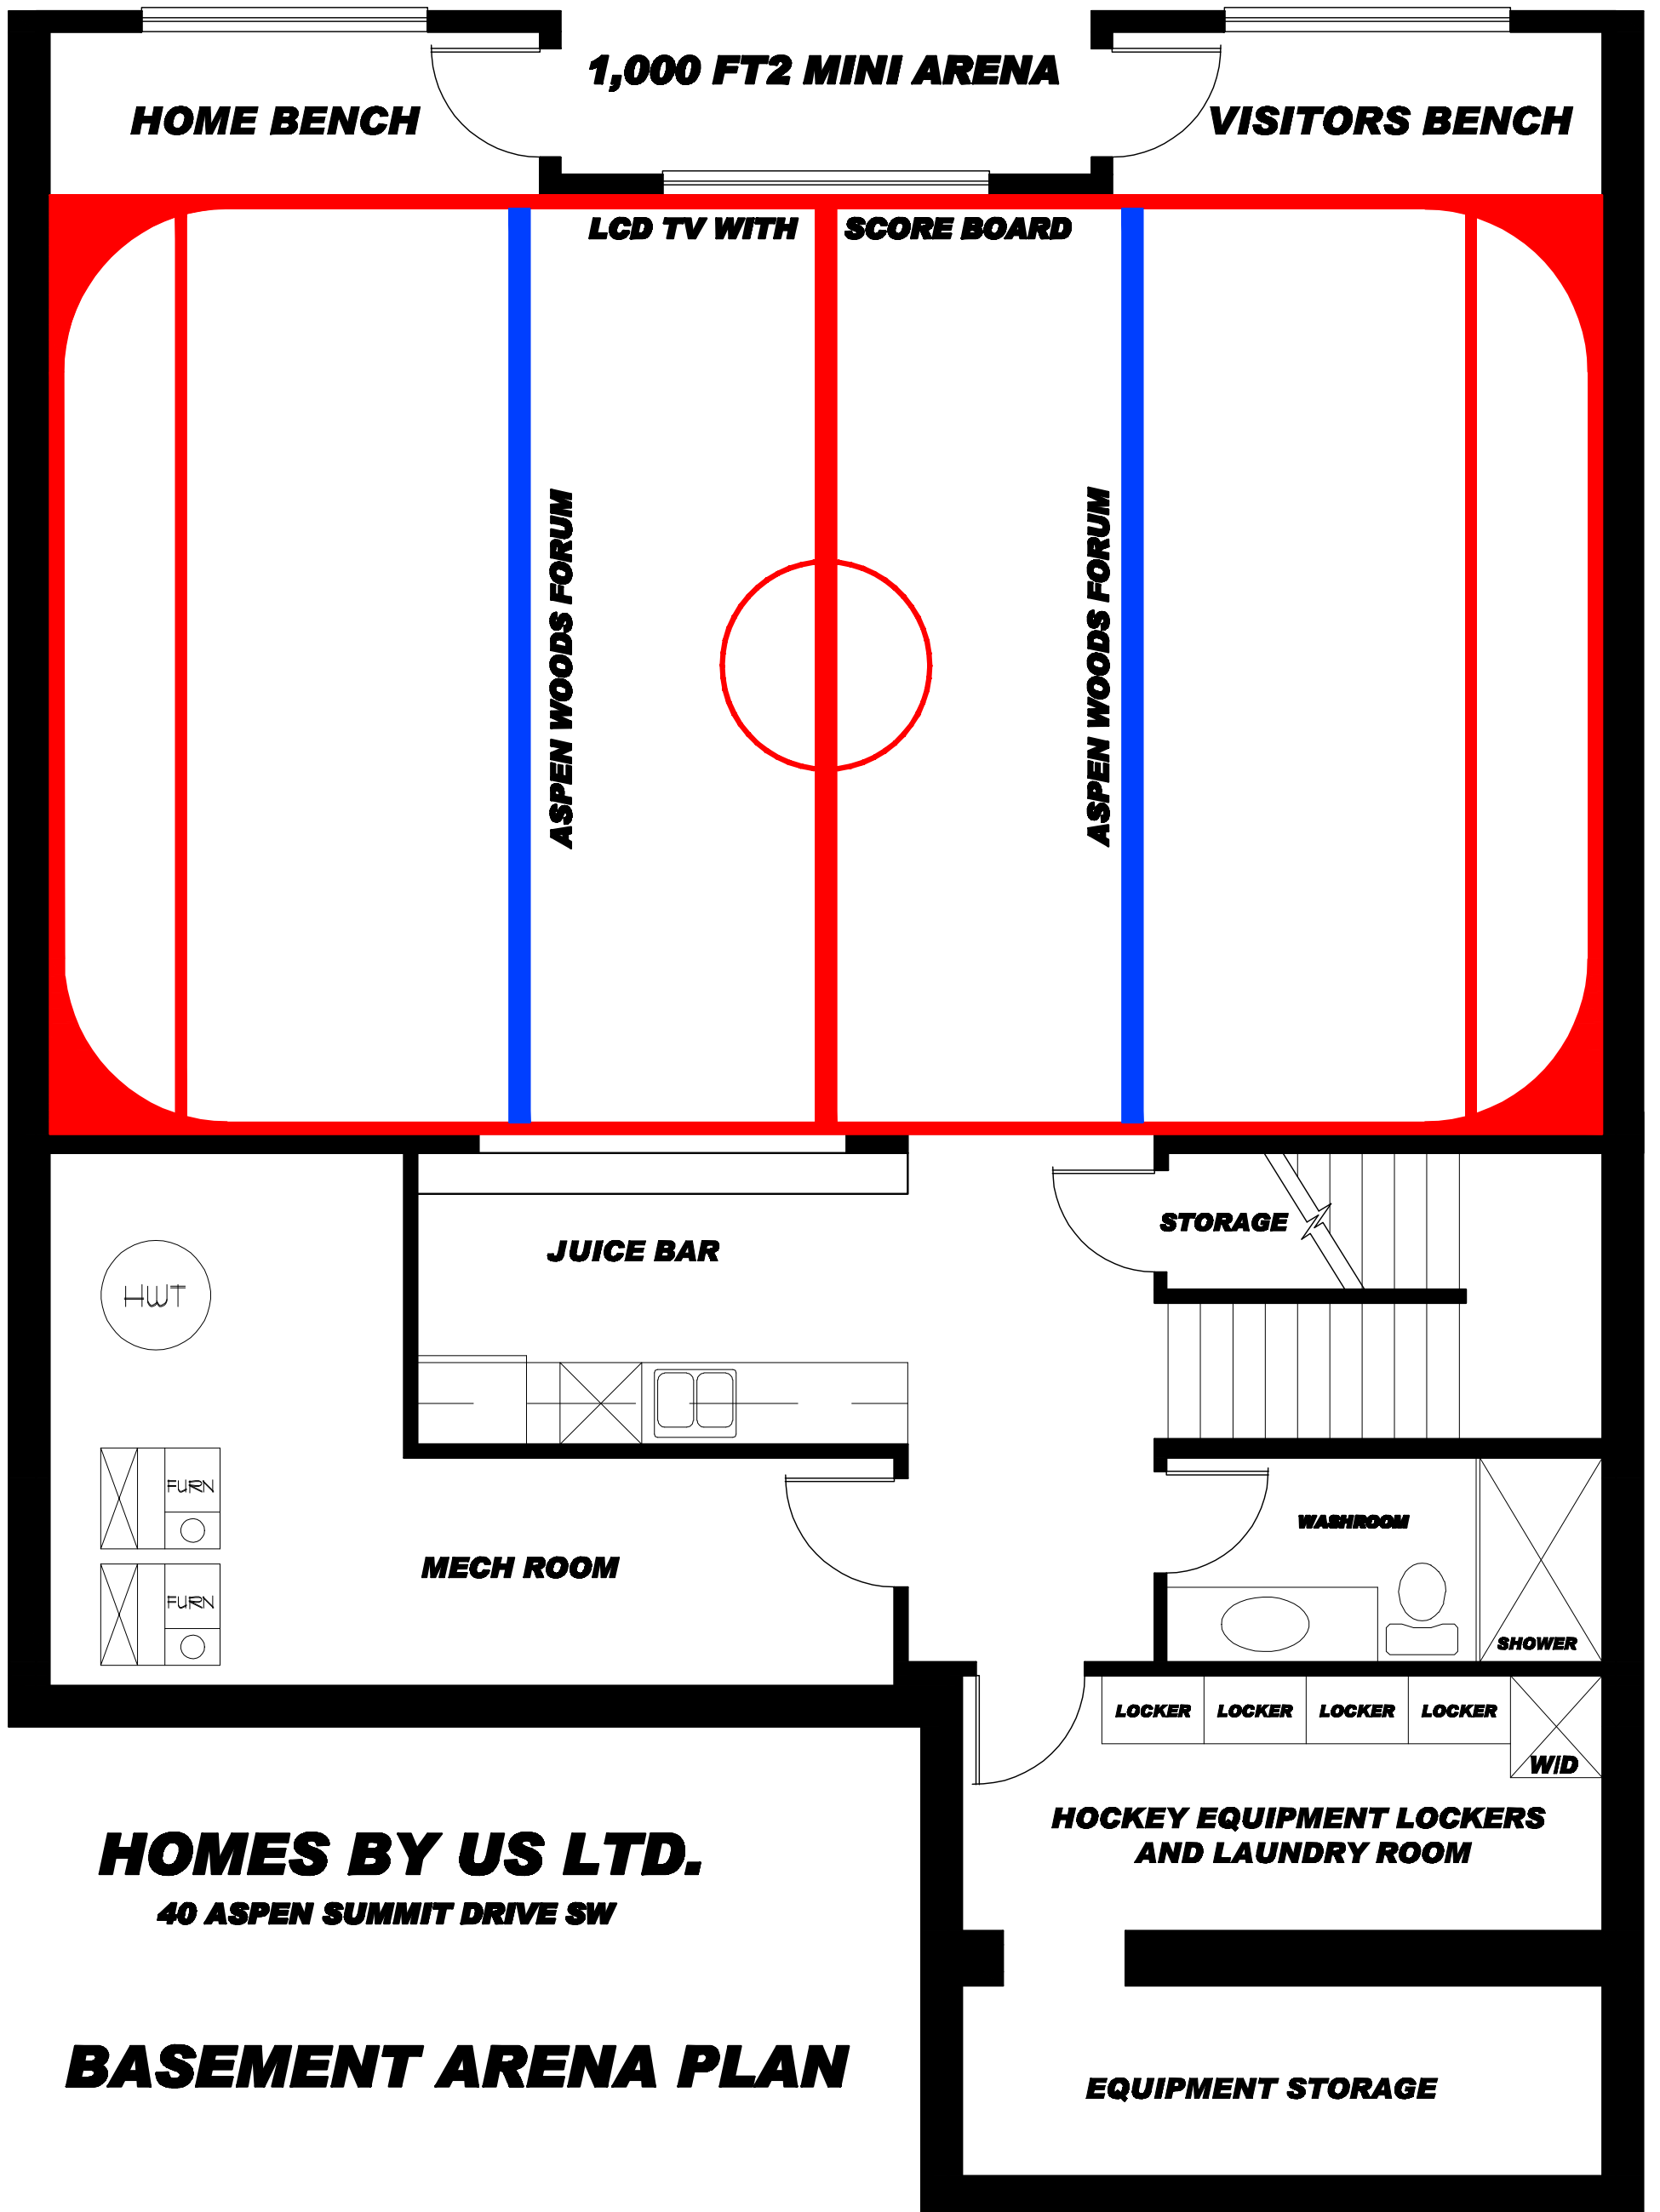 1,000 FT2 MINI ARENA
HOME BENCH
VISITORS BENCH
LCD TV WITH SCORE BOARD
ASPEN WOODS FORUM
ASPEN WOODS FORUM
STORAGE
JUICE BAR
HWT
FURN
WASHROOM
MECH ROOM
FURN
SHOWER
LOCKER LOCKER LOCKER LOCKER
W/D
HOCKEY EQUIPMENT LOCKERS
AND LAUNDRY ROOM
HOMES BY US LTD.
40 ASPEN SUMMIT DRIVE SW
BASEMENT ARENA PLAN
EQUIPMENT STORAGE